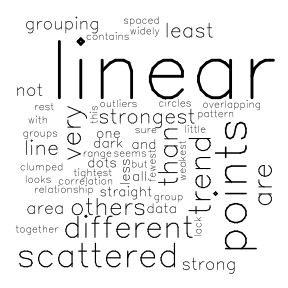 spaced
grouping
widely
least
contains
linear
not
rest
outliers
circles
overlapping
with
this
strongest
pattern
groups
very
one
sure
than
little
line
dark
and
trend
points
range
seems
fewest
weakest
clumped
dots
less
but
are
looks
tightest
all
correlation
relationship
straight
group
area
others
data
lack
together
different
scattered
strong